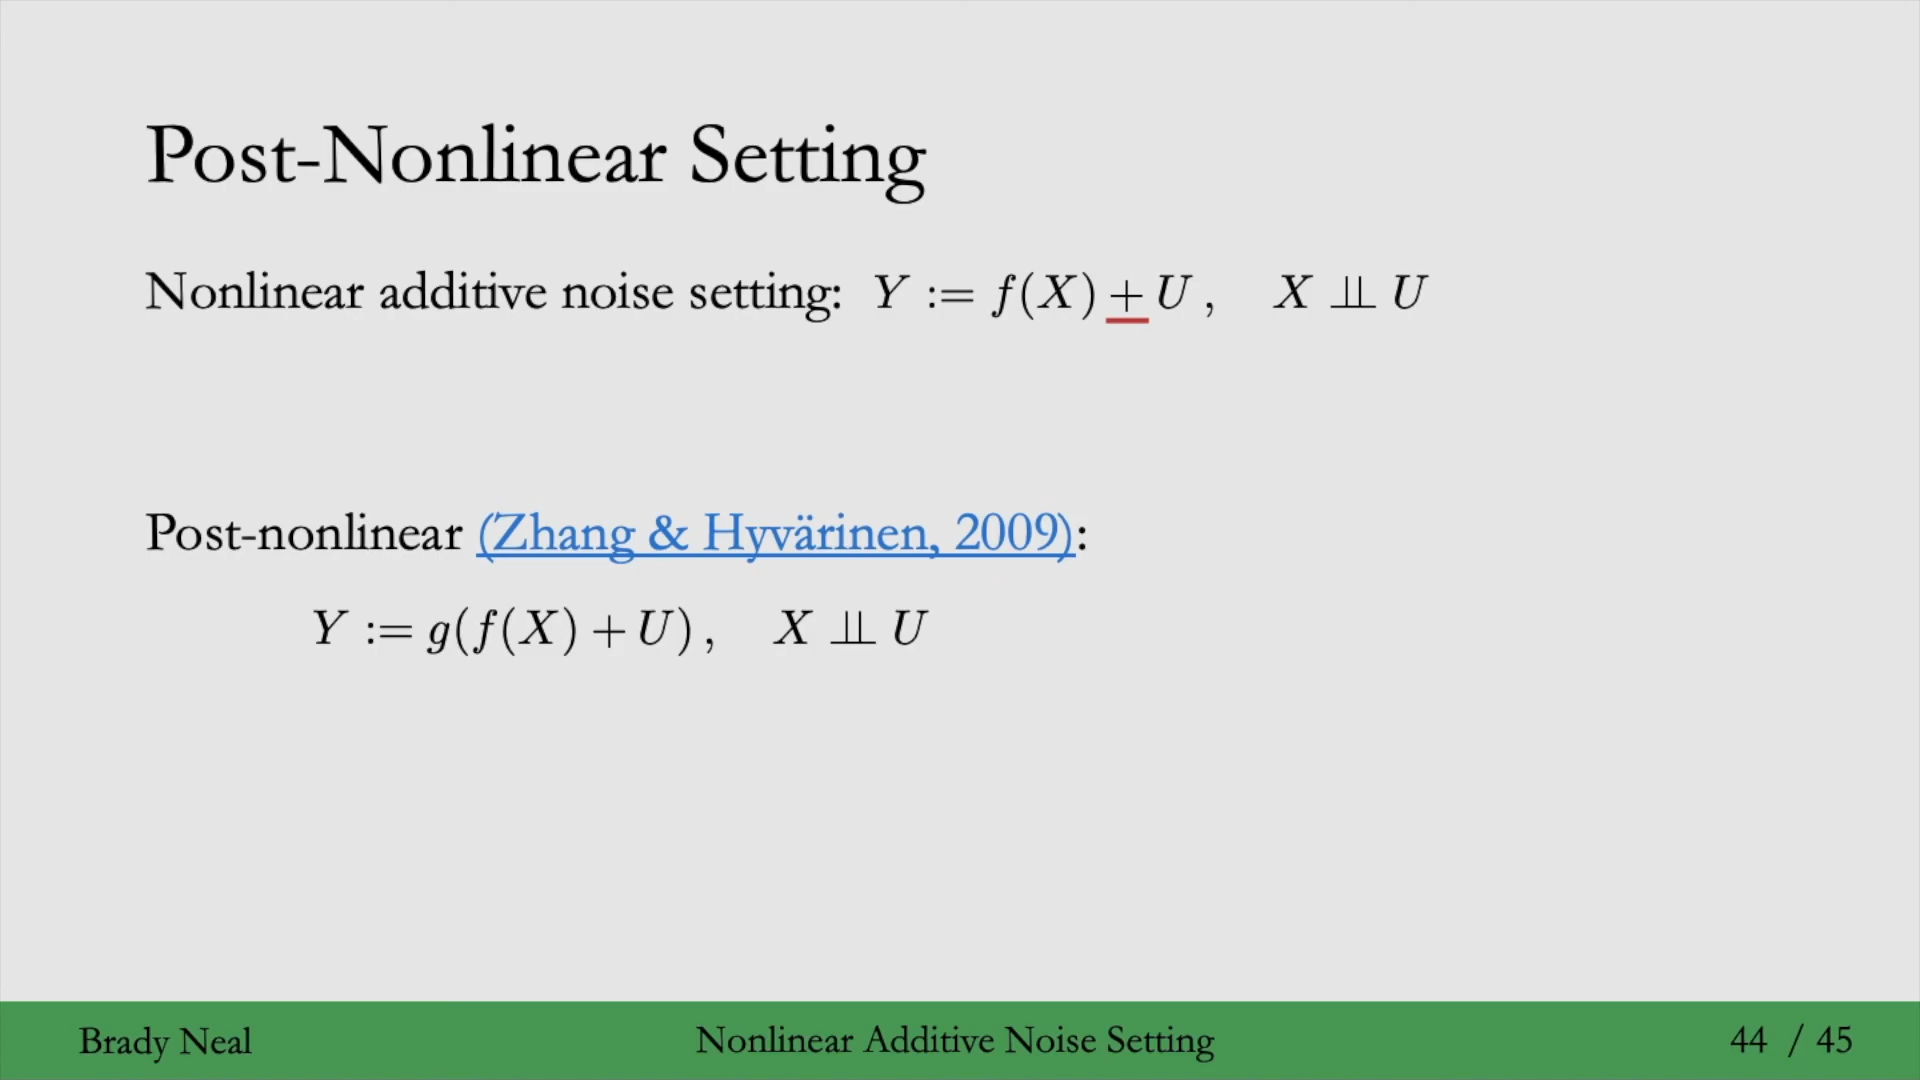 Post-Nonlinear Setting
Nonlinear additive noise setting: Y := f(X) + U , X ⫫ U
Post-nonlinear (Zhang & Hyvärinen, 2009):
Y := g(f(X) + U) , X ⫫ U
Brady Neal Nonlinear Additive Noise Setting 44 / 45